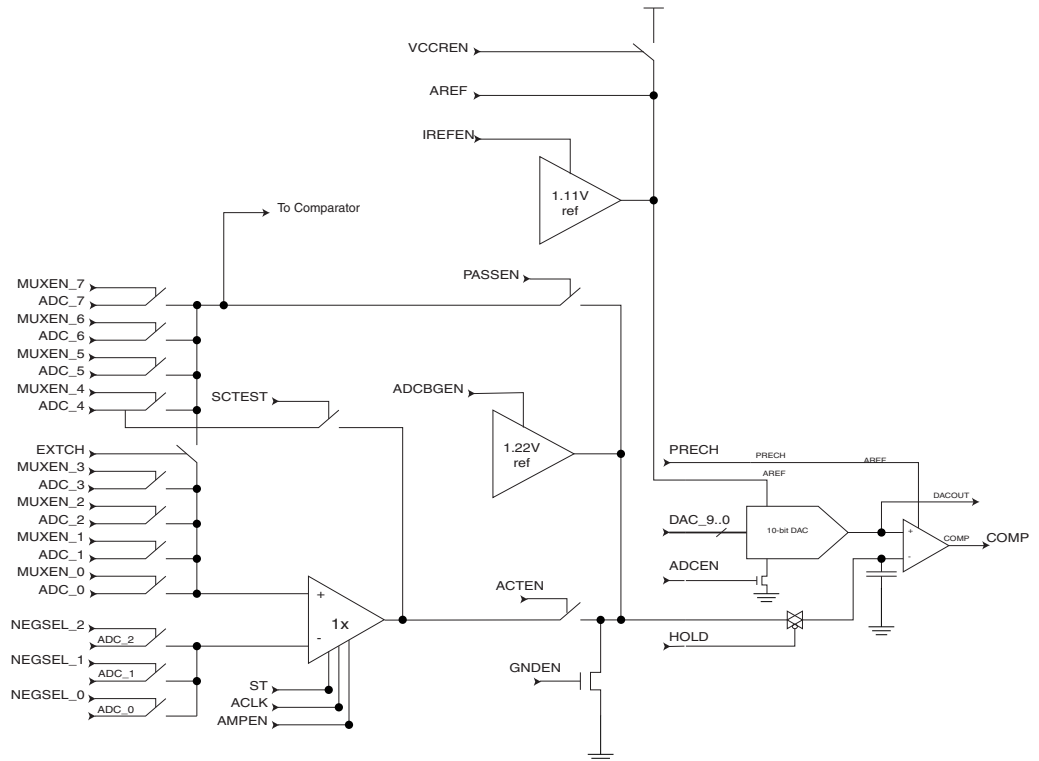 VCCREN
AREF
IREFEN
1.11V
ref
To Comparator
PASSEN
MUXEN_7
ADC_7
MUXEN_6
ADC_6
MUXEN_5
ADC_5
MUXEN_4
ADC_4
SCTEST
ADCBGEN
1.22V
ref
EXTCH
MUXEN_3
ADC_3
MUXEN_2
ADC_2
MUXEN_1
ADC_1
MUXEN_0
ADC_0
PRECH
PRECH
AREF
AREF
DACOUT
DAC_9..0
10-bit DAC
+
-
COMP
COMP
ADCEN
ACTEN
+
1x
-
NEGSEL_2
ADC_2
NEGSEL_1
ADC_1
NEGSEL_0
ADC_0
HOLD
GNDEN
ST
ACLK
AMPEN